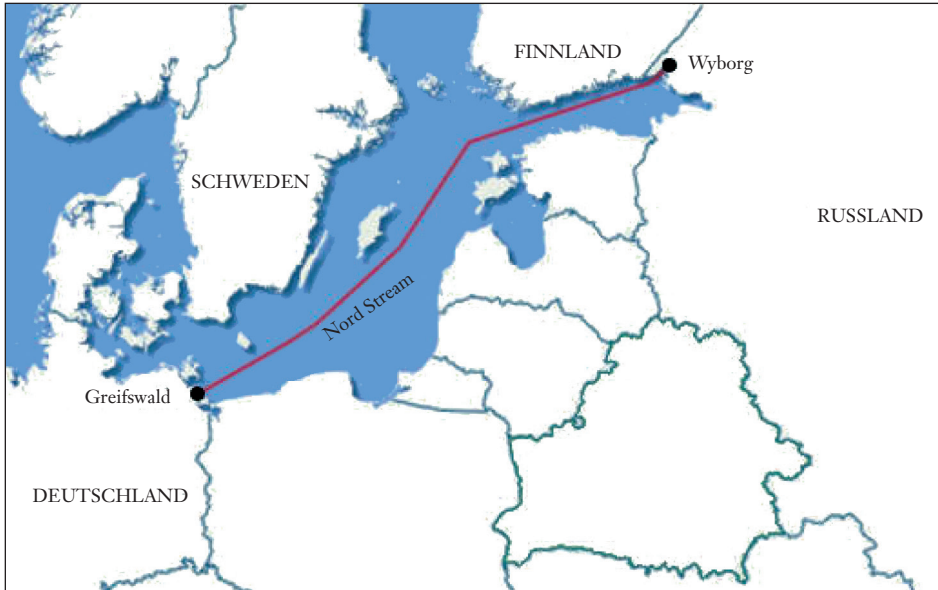 FINNLAND
Wyborg
SCHWEDEN
RUSSLAND
Nord Stream
Greifswald
DEUTSCHLAND